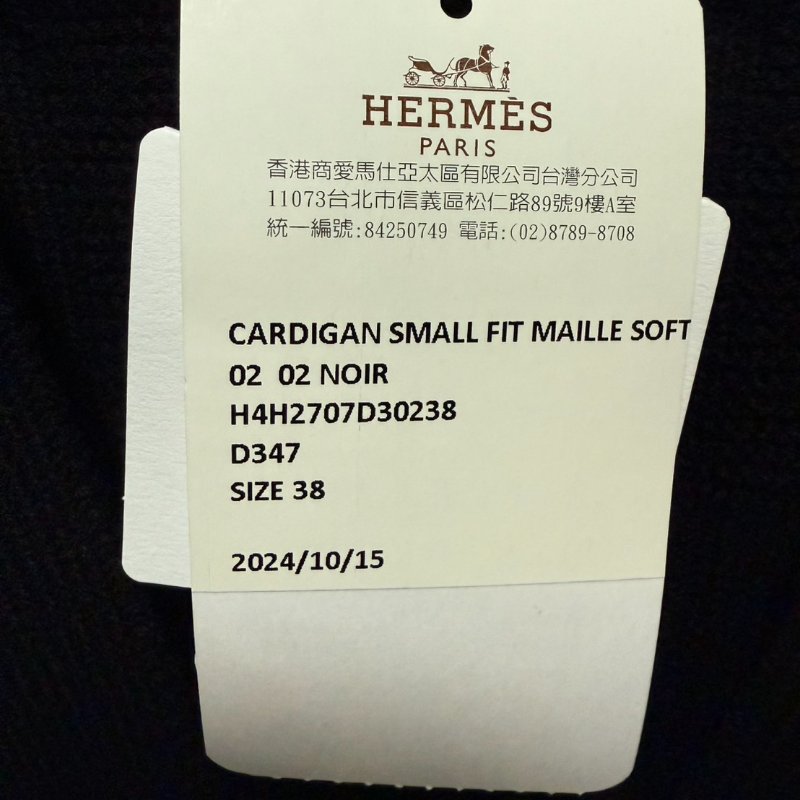 HERMÈS
PARIS
香港商愛馬仕亞太區有限公司台灣分公司
11073台北市信義區松仁路89號9樓A室
統一編號:84250749 電話:(02)8789-8708
CARDIGAN SMALL FIT MAILLE SOFT
02 02 NOIR
H4H2707D30238
D347
SIZE 38
2024/10/15